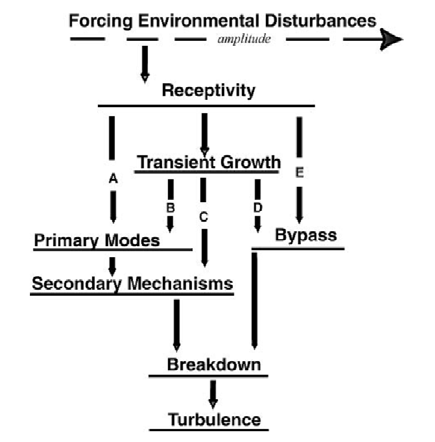 Forcing Environmental Disturbances
amplitude
Receptivity
Transient Growth
A
E
B
C
D
Primary Modes
Bypass
Secondary Mechanisms
Breakdown
Turbulence